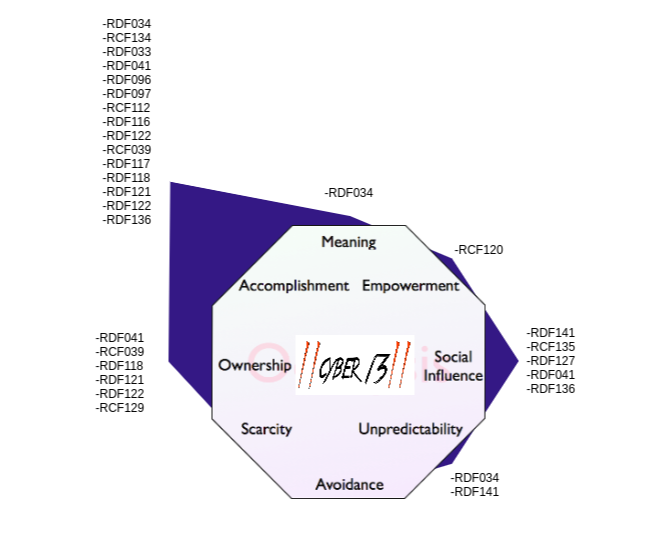 -RDF034
-RCF134
-RDF033
-RDF041
-RDF096
-RDF097
-RCF112
-RDF116
-RDF122
-RCF039
-RDF117
-RDF118
-RDF121
-RDF122
-RDF136
-RDF034
-RCF120
Meaning
Accomplishment
Empowerment
-RDF041
-RCF039
-RDF118
-RDF121
-RDF122
-RCF129
Ownership
CYBER 13
Social
Influence
-RDF141
-RCF135
-RDF127
-RDF041
-RDF136
Scarcity
Unpredictability
Avoidance
-RDF034
-RDF141